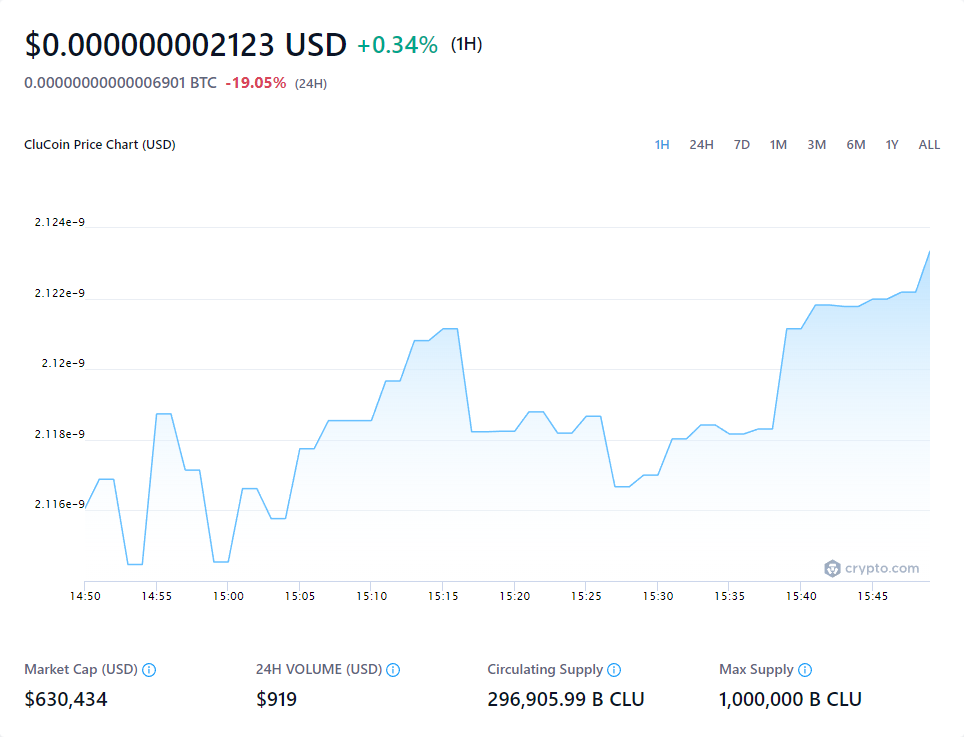 $0.000000002123 USD +0.34% (1H)
0.00000000000006901 BTC -19.05% (24H)
CluCoin Price Chart (USD) 1H 24H 7D 1M 3M 6M 1Y ALL
2.124e−9
2.122e−9
2.12e−9
2.118e−9
2.116e−9
crypto.com
14:50 14:55 15:00 15:05 15:10 15:15 15:20 15:25 15:30 15:35 15:40 15:45
Market Cap (USD) 24H VOLUME (USD) Circulating Supply Max Supply
$630,434 $919 296,905.99 B CLU 1,000,000 B CLU